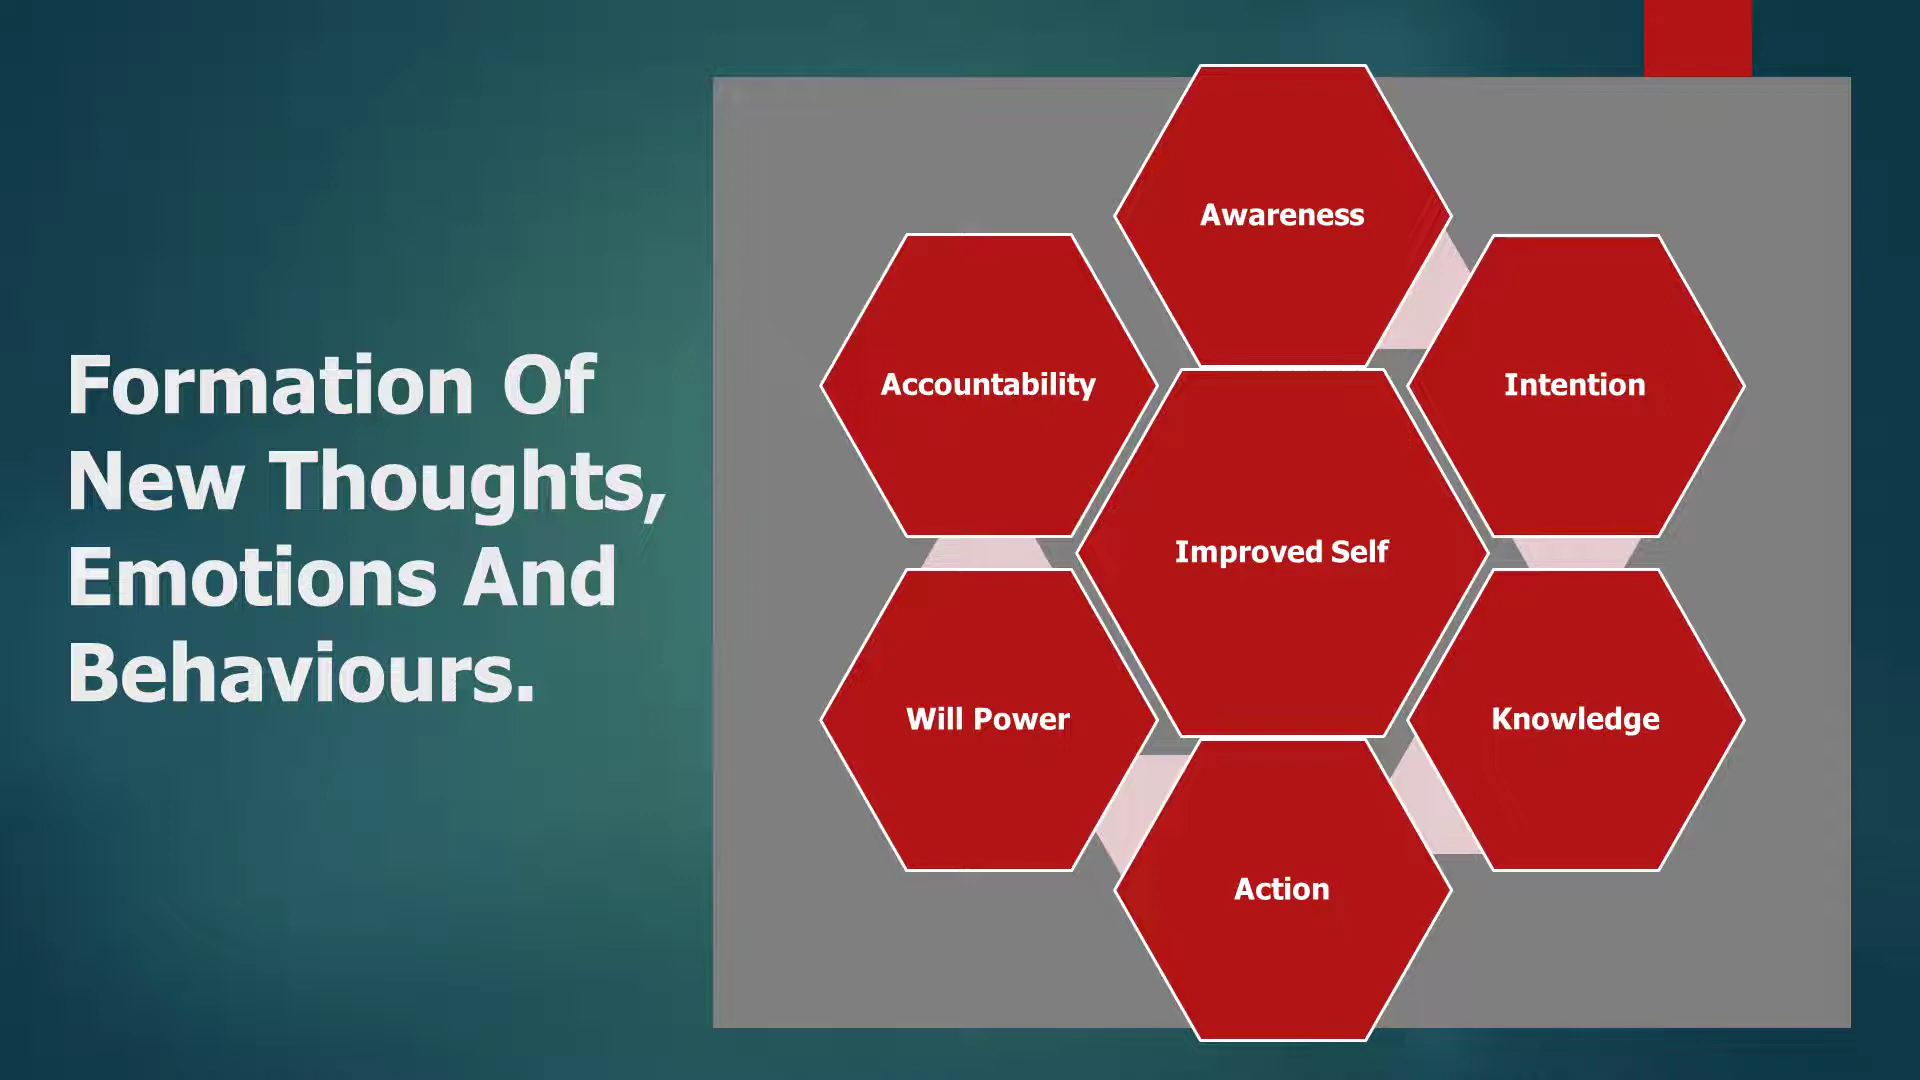 Formation Of
New Thoughts,
Emotions And
Behaviours.
Awareness
Intention
Knowledge
Action
Will Power
Accountability
Improved Self